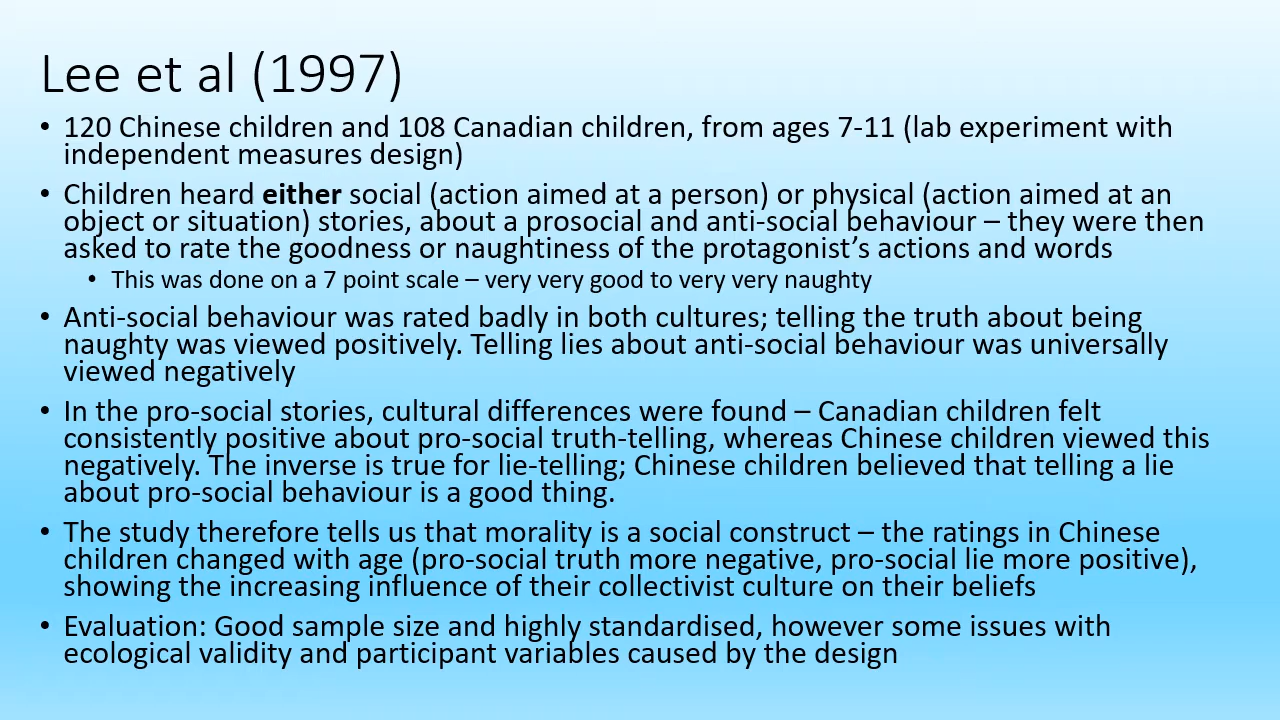 Lee et al (1997)
• 120 Chinese children and 108 Canadian children, from ages 7-11 (lab experiment with
independent measures design)
• Children heard either social (action aimed at a person) or physical (action aimed at an
object or situation) stories, about a prosocial and anti-social behaviour – they were then
asked to rate the goodness or naughtiness of the protagonist’s actions and words
• This was done on a 7 point scale – very very good to very very naughty
• Anti-social behaviour was rated badly in both cultures; telling the truth about being
naughty was viewed positively. Telling lies about anti-social behaviour was universally
viewed negatively
• In the pro-social stories, cultural differences were found – Canadian children felt
consistently positive about pro-social truth-telling, whereas Chinese children viewed this
negatively. The inverse is true for lie-telling; Chinese children believed that telling a lie
about pro-social behaviour is a good thing.
• The study therefore tells us that morality is a social construct – the ratings in Chinese
children changed with age (pro-social truth more negative, pro-social lie more positive),
showing the increasing influence of their collectivist culture on their beliefs
• Evaluation: Good sample size and highly standardised, however some issues with
ecological validity and participant variables caused by the design